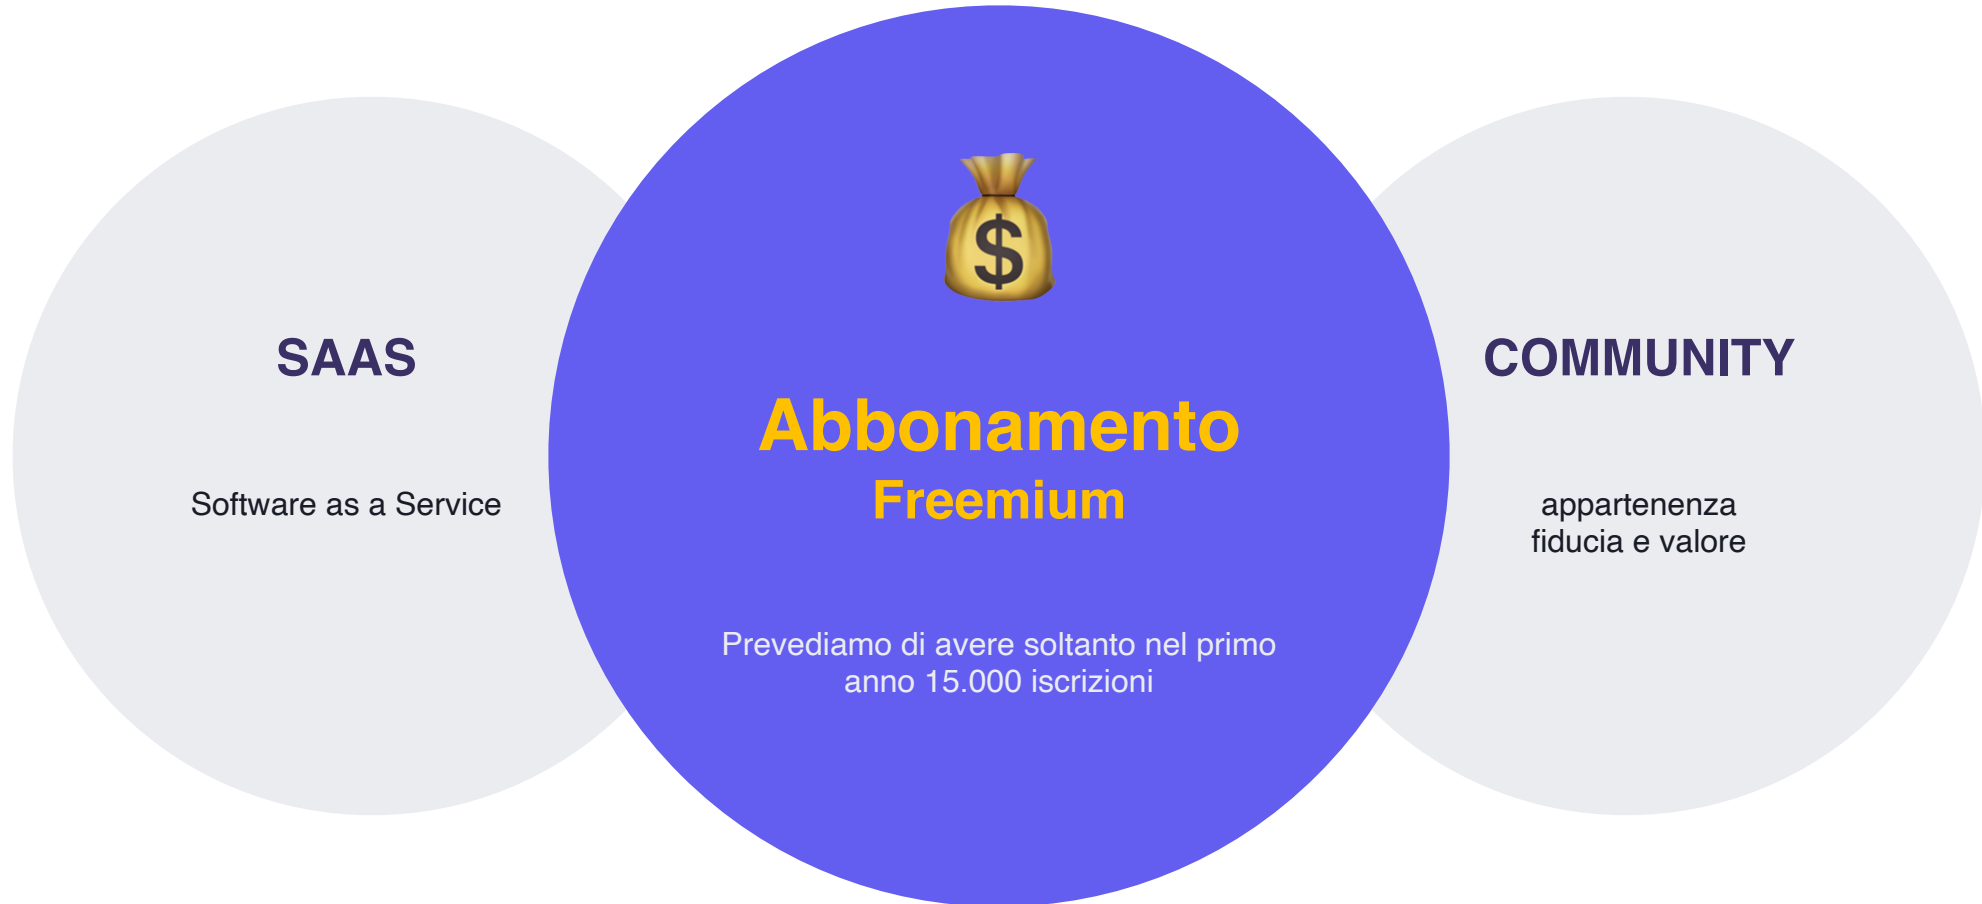 SAAS
Software as a Service
$
Abbonamento
Freemium
Prevediamo di avere soltanto nel primo
anno 15.000 iscrizioni
COMMUNITY
appartenenza
fiducia e valore